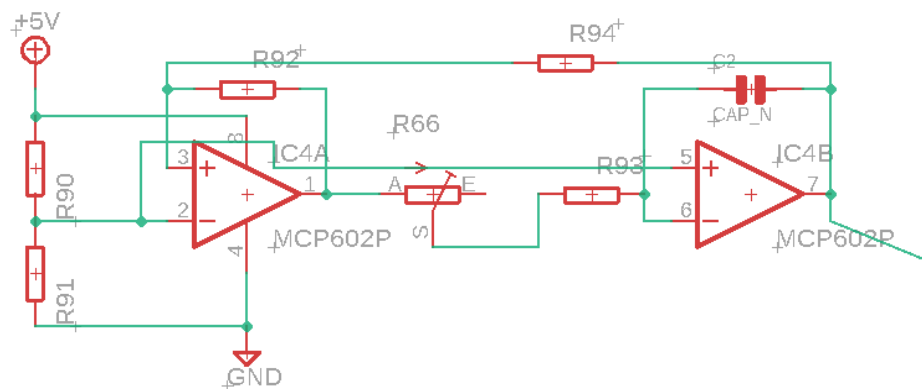 +5V
R94
R92
C2
CAP_N
R66
8
3
+
IC4A
A
E
1
2
-
S
R93
5
+
IC4B
7
6
-
R90
4
MCP602P
MCP602P
R91
GND